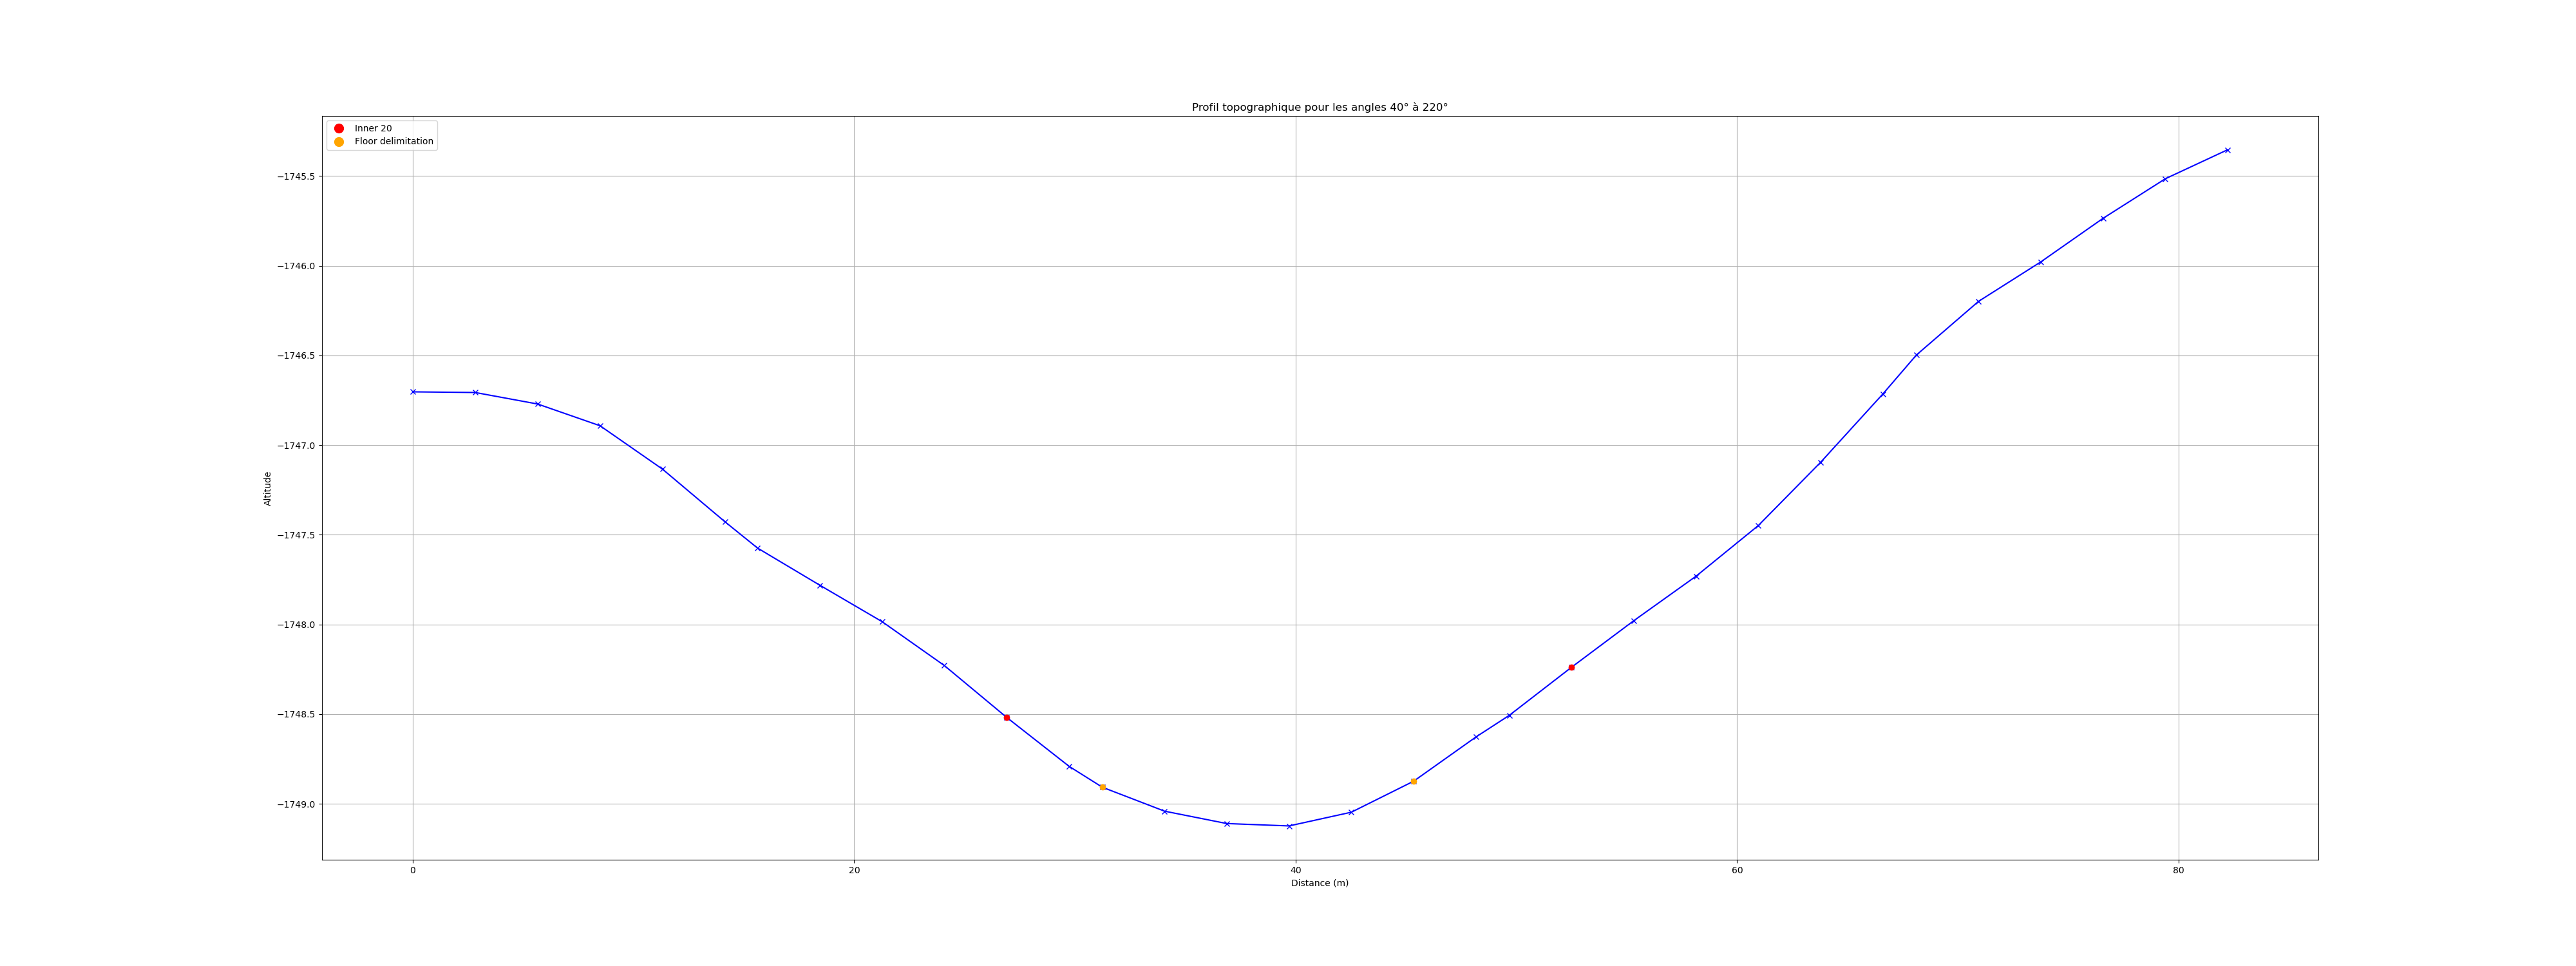 Profil topographique pour les angles 40° à 220°
Inner 20
Floor delimitation
−1745.5
−1746.0
−1746.5
−1747.0
−1747.5
−1748.0
−1748.5
−1749.0
Altitude
0 20 40 60 80
Distance (m)